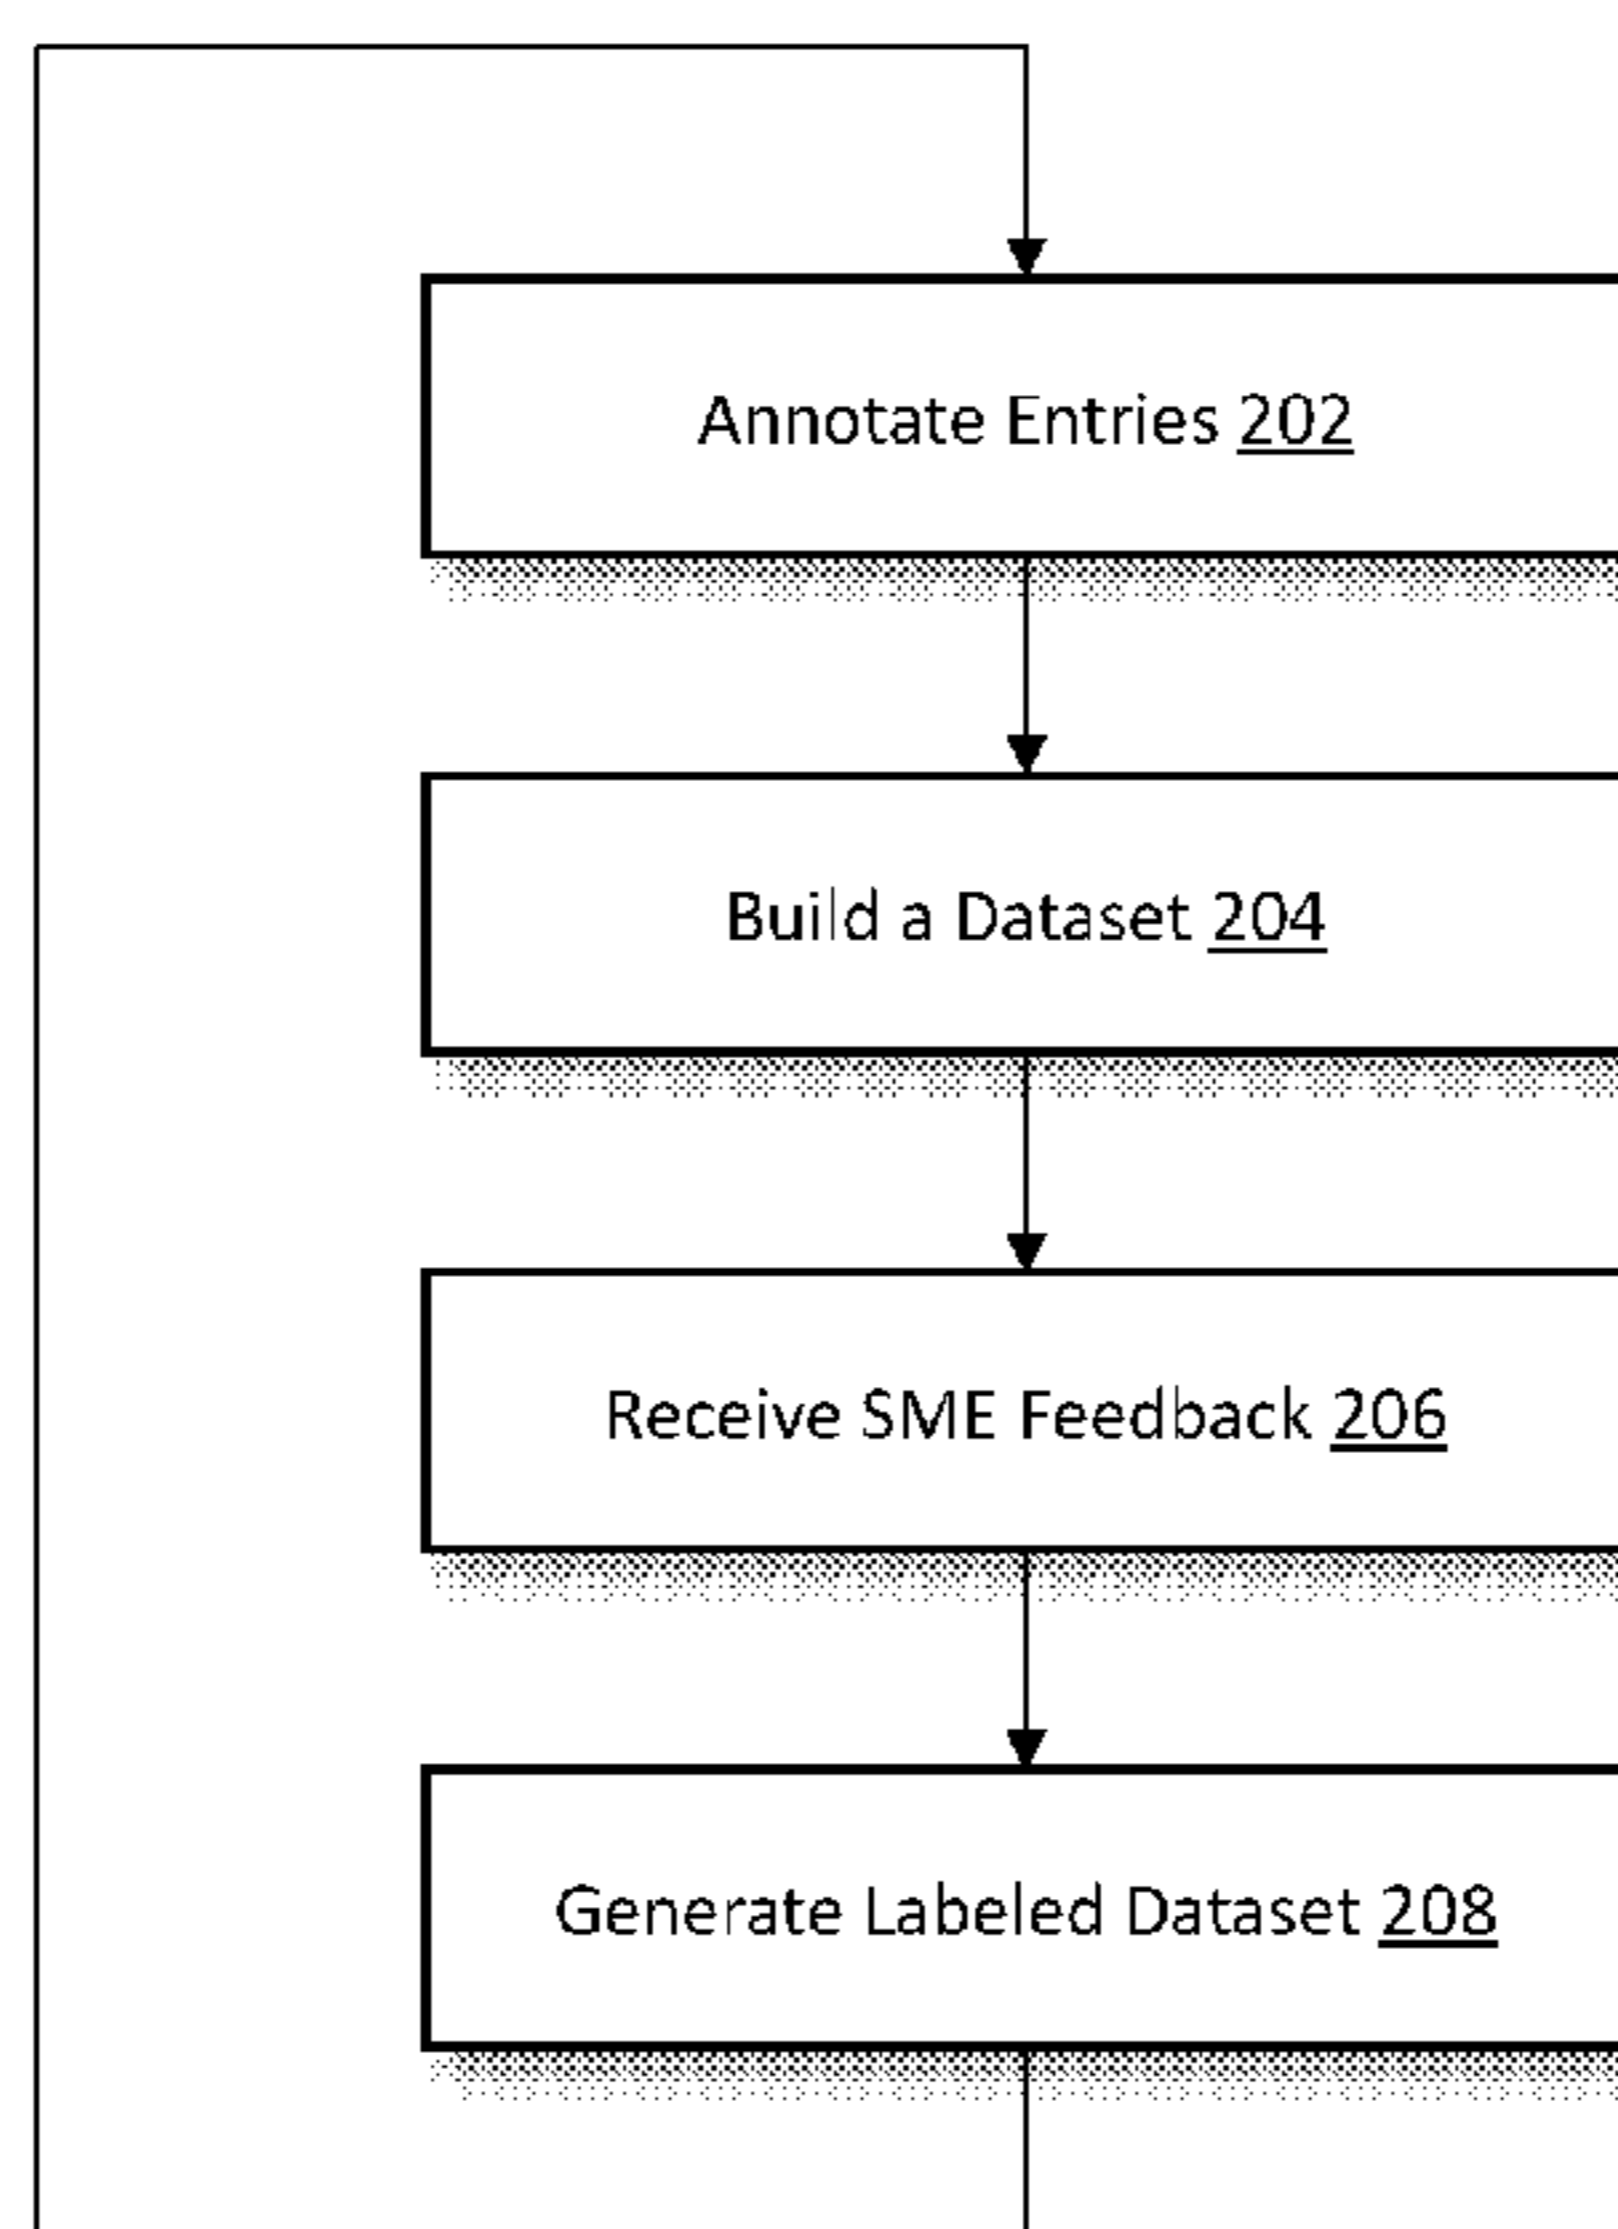 Annotate Entries 202
Build a Dataset 204
Receive SME Feedback 206
Generate Labeled Dataset 208